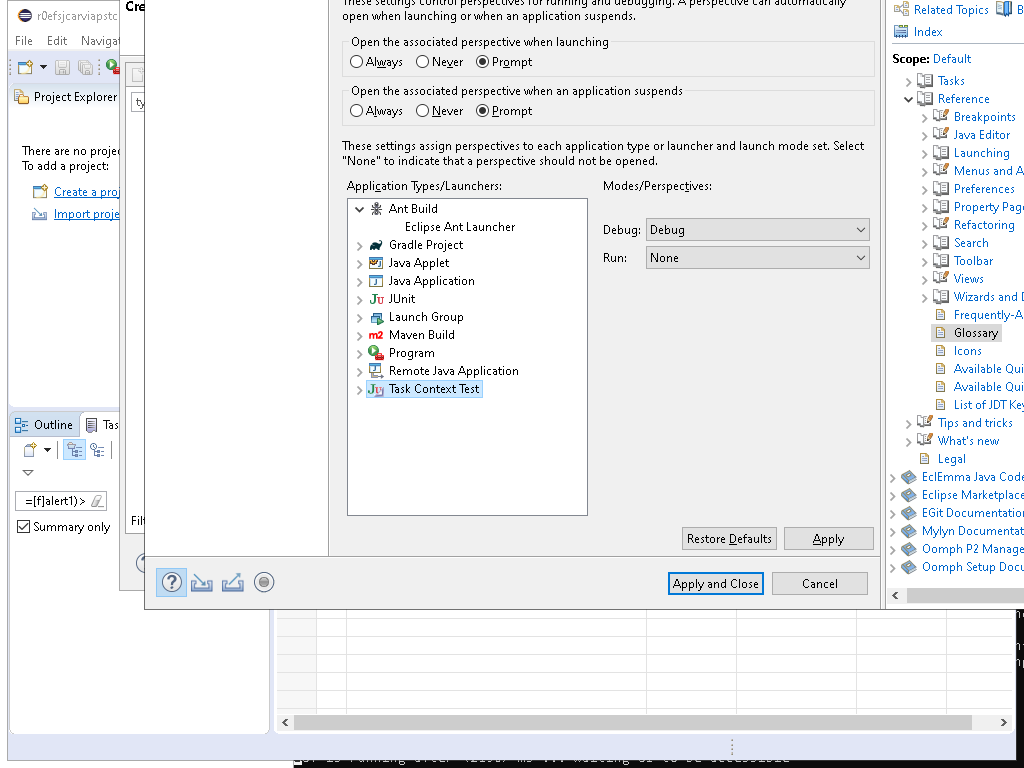 r0efsjcarviapstc
File Edit Naviga
Project Explorer
There are no proje
To add a project:
Create a proj
Import proje
Outline
Tas
=[f]alert1)>
Summary only
Cre
ty
Filt
These settings control perspectives for running and debugging. A perspective can automatically
open when launching or when an application suspends.
Open the associated perspective when launching
Always Never Prompt
Open the associated perspective when an application suspends
Always Never Prompt
These settings assign perspectives to each application type or launcher and launch mode set. Select
"None" to indicate that a perspective should not be opened.
Application Types/Launchers:
Ant Build
Eclipse Ant Launcher
Gradle Project
Java Applet
Java Application
JUnit
Launch Group
Maven Build
Program
Remote Java Application
Task Context Test
Modes/Perspectives:
Debug: Debug
Run: None
Restore Defaults Apply
Apply and Close Cancel
Related Topics B
Index
Scope: Default
Tasks
Reference
Breakpoints
Java Editor
Launching
Menus and A
Preferences
Property Page
Refactoring
Search
Toolbar
Views
Wizards and D
Frequently-A
Glossary
Icons
Available Qui
Available Quic
List of JDT Key
Tips and tricks
What's new
Legal
EclEmma Java Code
Eclipse Marketplace
EGit Documentation
Mylyn Documentat
Oomph P2 Manage
Oomph Setup Docu